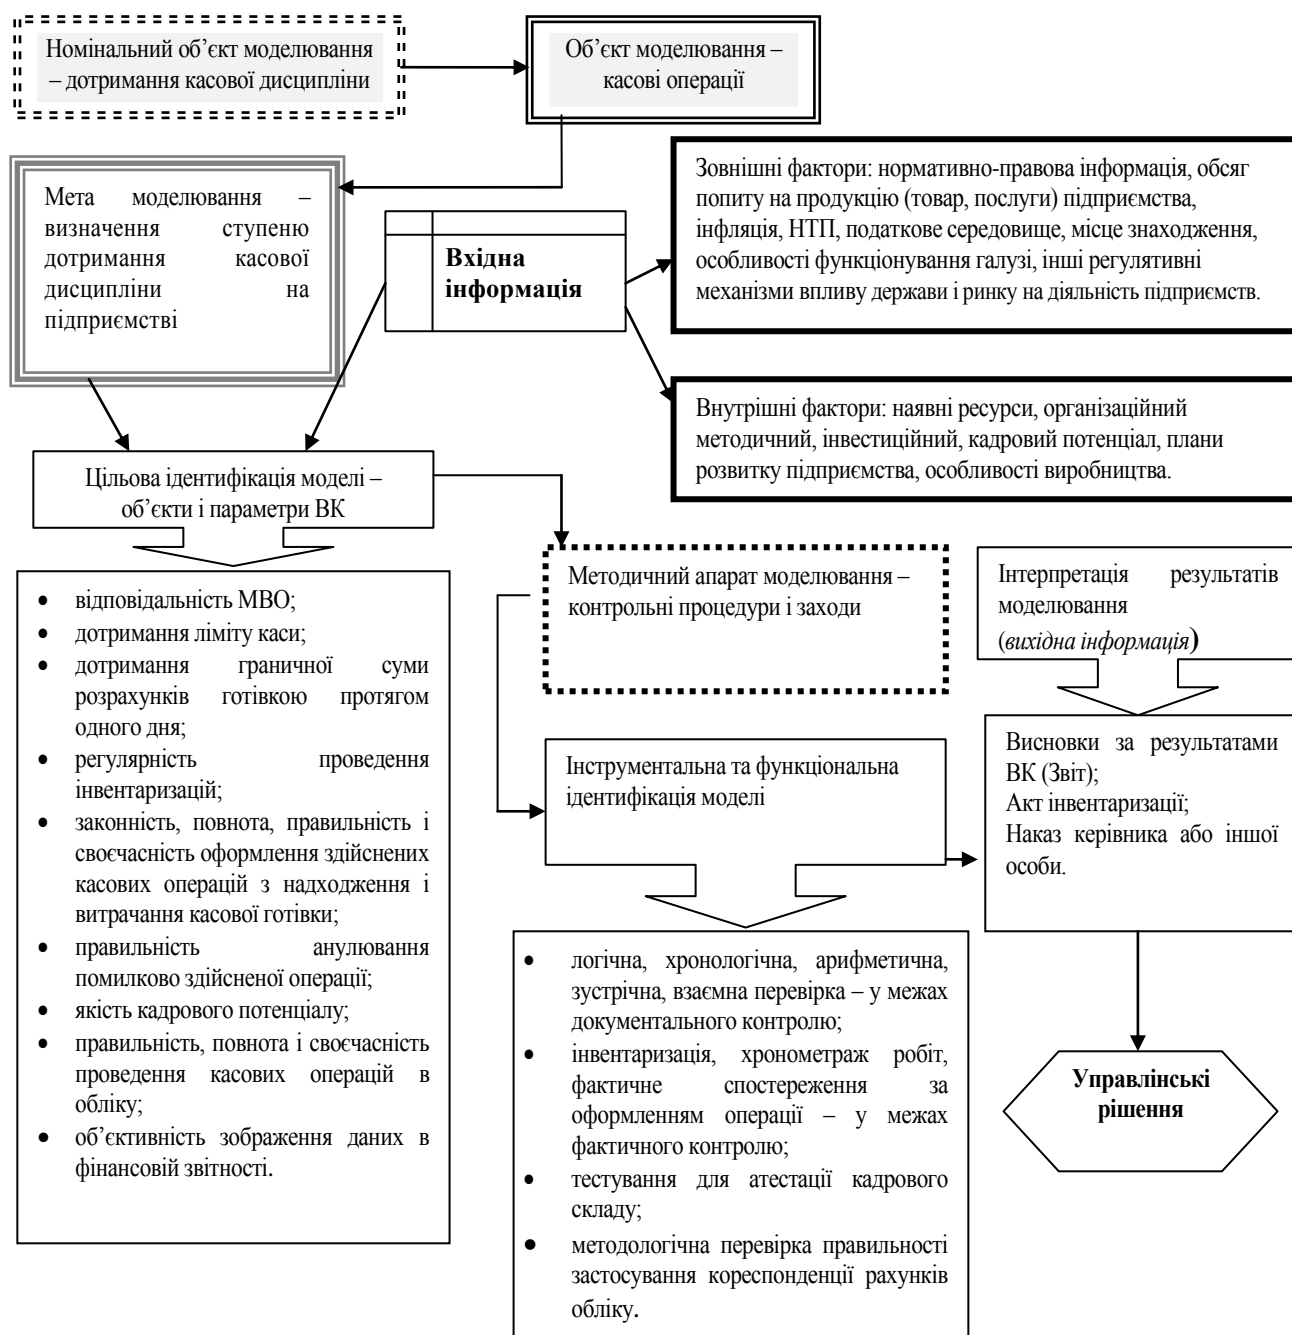 Номінальний об’єкт моделювання
– дотримання касової дисципліни
Об’єкт моделювання –
касові операції
Мета моделювання –
визначення ступеню
дотримання касової
дисципліни на
підприємстві
Вхідна
інформація
Зовнішні фактори: нормативно-правова інформація, обсяг
попиту на продукцію (товар, послуги) підприємства,
інфляція, НТП, податкове середовище, місце знаходження,
особливості функціонування галузі, інші регулятивні
механізми впливу держави і ринку на діяльність підприємств.
Внутрішні фактори: наявні ресурси, організаційний
методичний, інвестиційний, кадровий потенціал, плани
розвитку підприємства, особливості виробництва.
Цільова ідентифікація моделі –
об’єкти і параметри ВК
• відповідальність МВО;
• дотримання ліміту каси;
• дотримання граничної суми
розрахунків готівкою протягом
одного дня;
• регулярність проведення
інвентаризацій;
• законність, повнота, правильність і
своєчасність оформлення здійснених
касових операцій з надходження і
витрачання касової готівки;
• правильність анулювання
помилково здійсненої операції;
• якість кадрового потенціалу;
• правильність, повнота і своєчасність
проведення касових операцій в
обліку;
• об’єктивність зображення даних в
фінансовій звітності.
Методичний апарат моделювання –
контрольні процедури і заходи
Інструментальна та функціональна
ідентифікація моделі
• логічна, хронологічна, арифметична,
зустрічна, взаємна перевірка – у межах
документального контролю;
• інвентаризація, хронометраж робіт,
фактичне спостереження за
оформленням операції – у межах
фактичного контролю;
• тестування для атестації кадрового
складу;
• методологічна перевірка правильності
застосування кореспонденції рахунків
обліку.
Інтерпретація результатів
моделювання
(вихідна інформація)
Висновки за результатами
ВК (Звіт);
Акт інвентаризації;
Наказ керівника або іншої
особи.
Управлінські
рішення